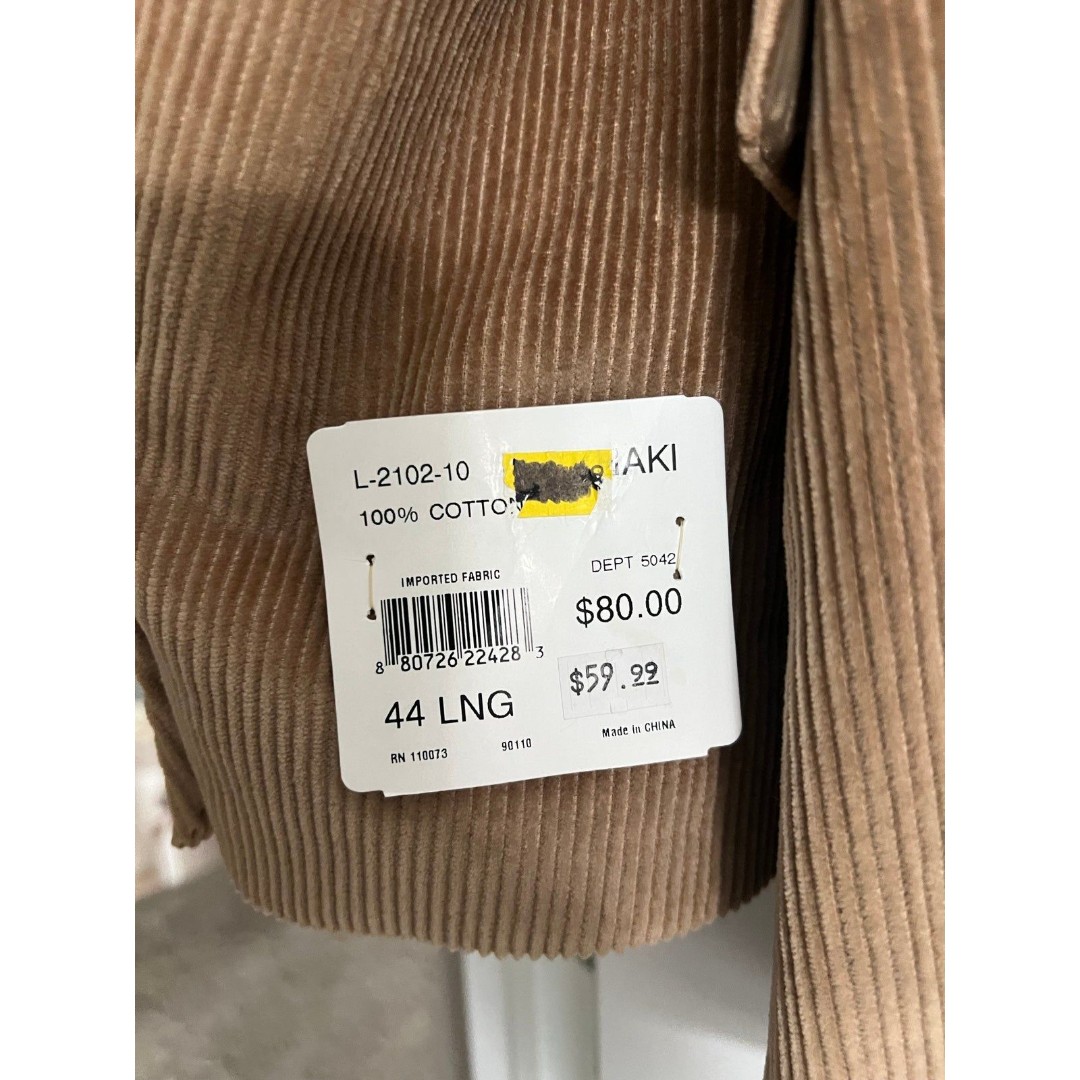 L-2102-10
100% COTTON
IMPORTED FABRIC
DEPT 5042
$80.00
8 80726 22428 3
$59.99
44 LNG
RN 110073
90110
Made in CHINA